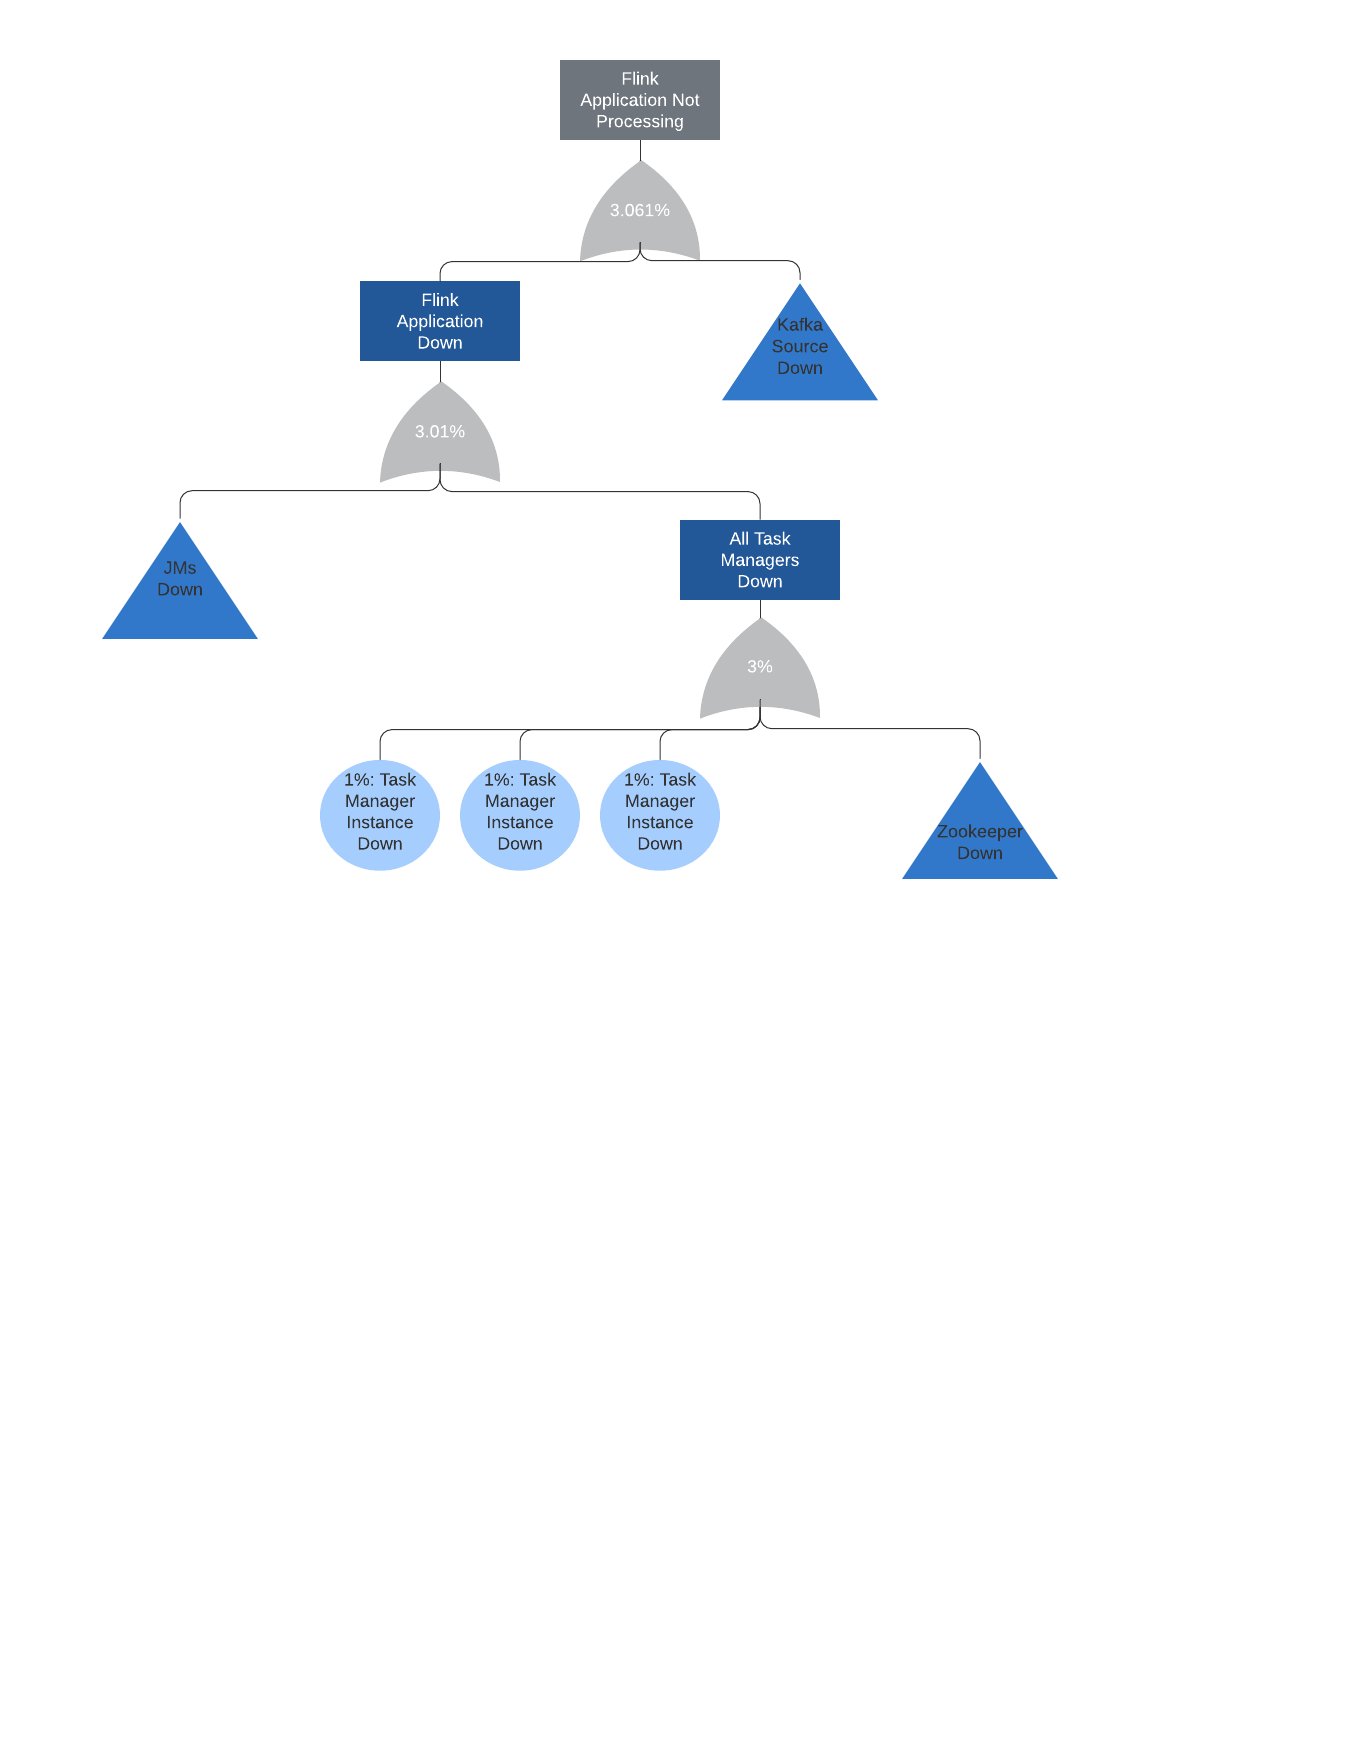 Flink
Application Not
Processing
3.061%
Flink
Application
Down
Kafka
Source
Down
3.01%
JMs
Down
All Task
Managers
Down
3%
1%: Task
Manager
Instance
Down
1%: Task
Manager
Instance
Down
1%: Task
Manager
Instance
Down
Zookeeper
Down